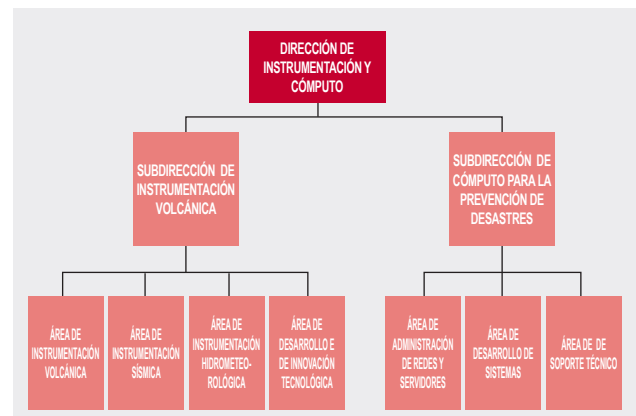 DIRECCIÓN DE
INSTRUMENTACIÓN Y
CÓMPUTO
SUBDIRECCIÓN DE
INSTRUMENTACIÓN
VOLCÁNICA
SUBDIRECCIÓN DE
CÓMPUTO PARA LA
PREVENCIÓN DE
DESASTRES
ÁREA DE
INSTRUMENTACIÓN
VOLCÁNICA
ÁREA DE
INSTRUMENTACIÓN
SÍSMICA
ÁREA DE
INSTRUMENTACIÓN
HIDROMETEO-
ROLÓGICA
ÁREA DE
DESARROLLO E
DE INNOVACIÓN
TECNOLÓGICA
ÁREA DE
ADMINISTRACIÓN
DE REDES Y
SERVIDORES
ÁREA DE
DESARROLLO DE
SISTEMAS
ÁREA DE DE
SOPORTE TÉCNICO